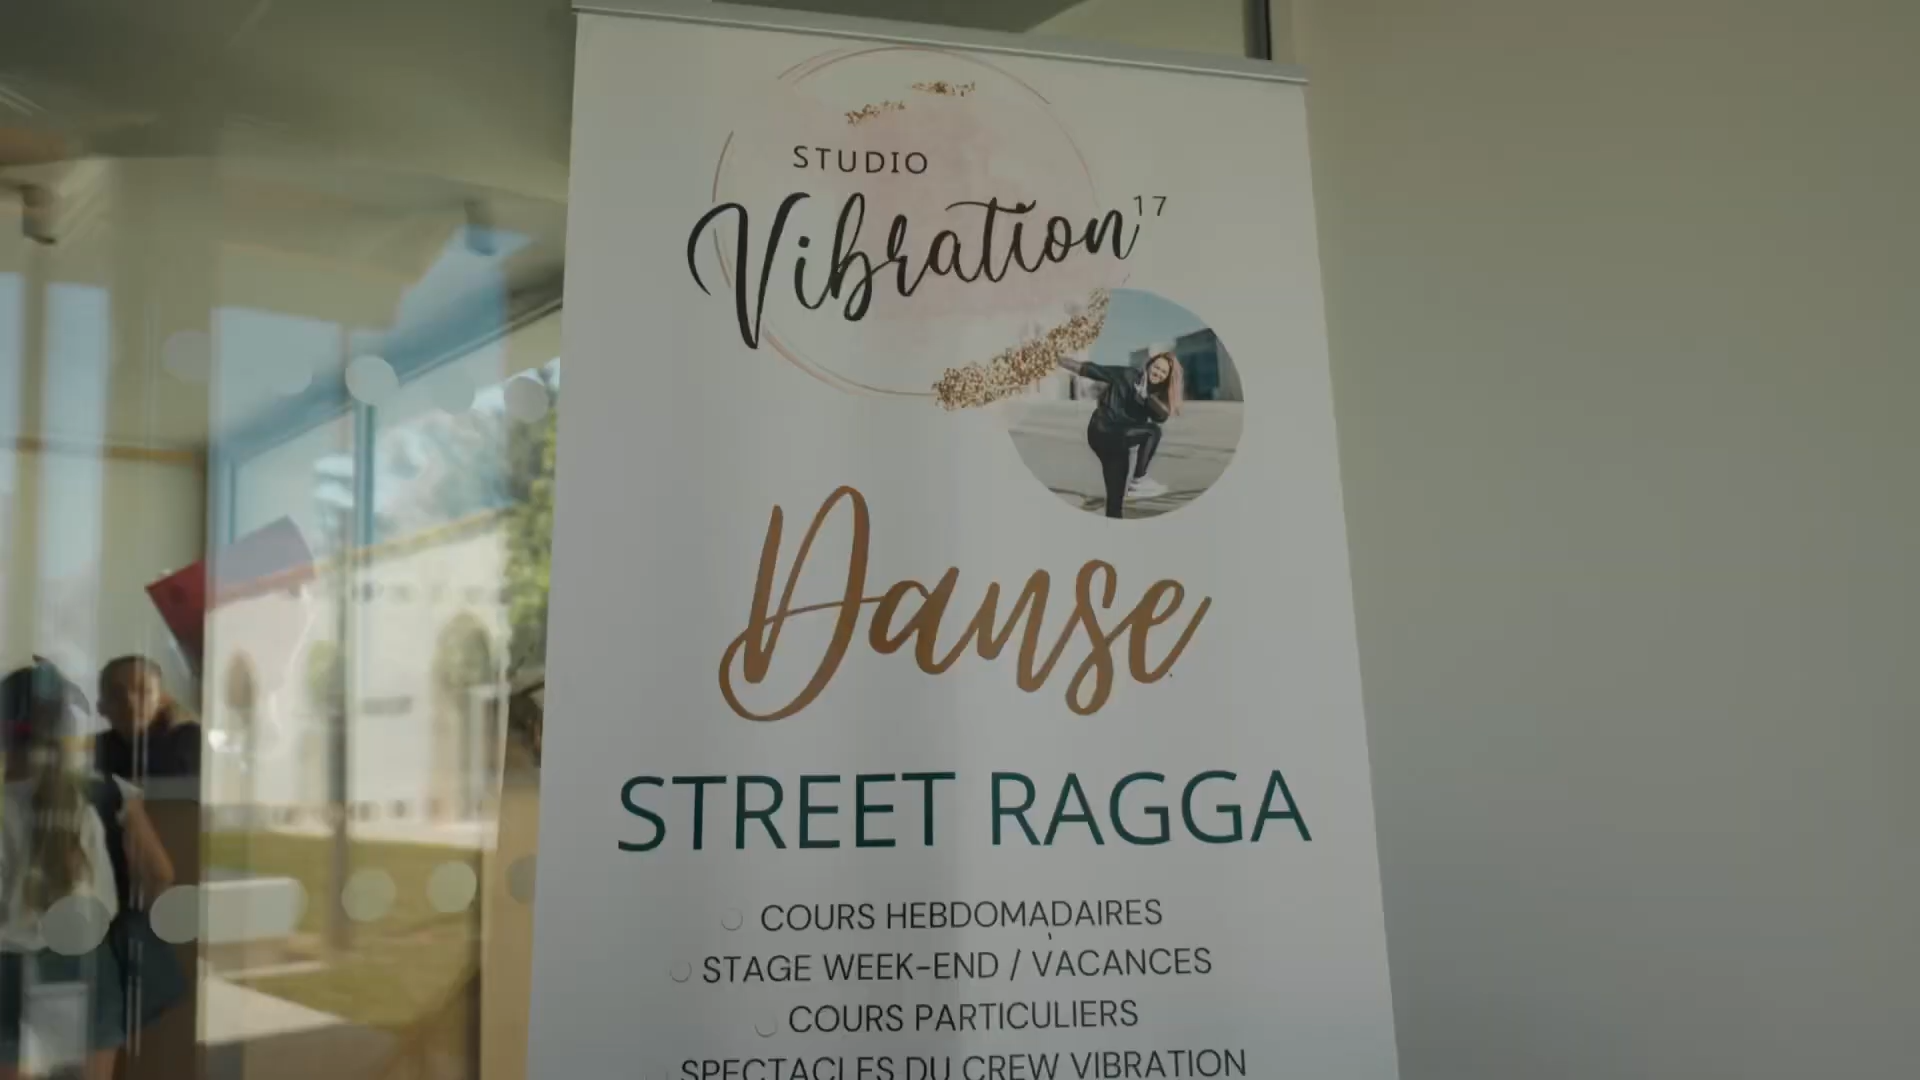 STUDIO
Vibration 17
Danse
STREET RAGGA
COURS HEBDOMADAIRES
STAGE WEEK-END / VACANCES
COURS PARTICULIERS
SPECTACLES DU CREW VIBRATION